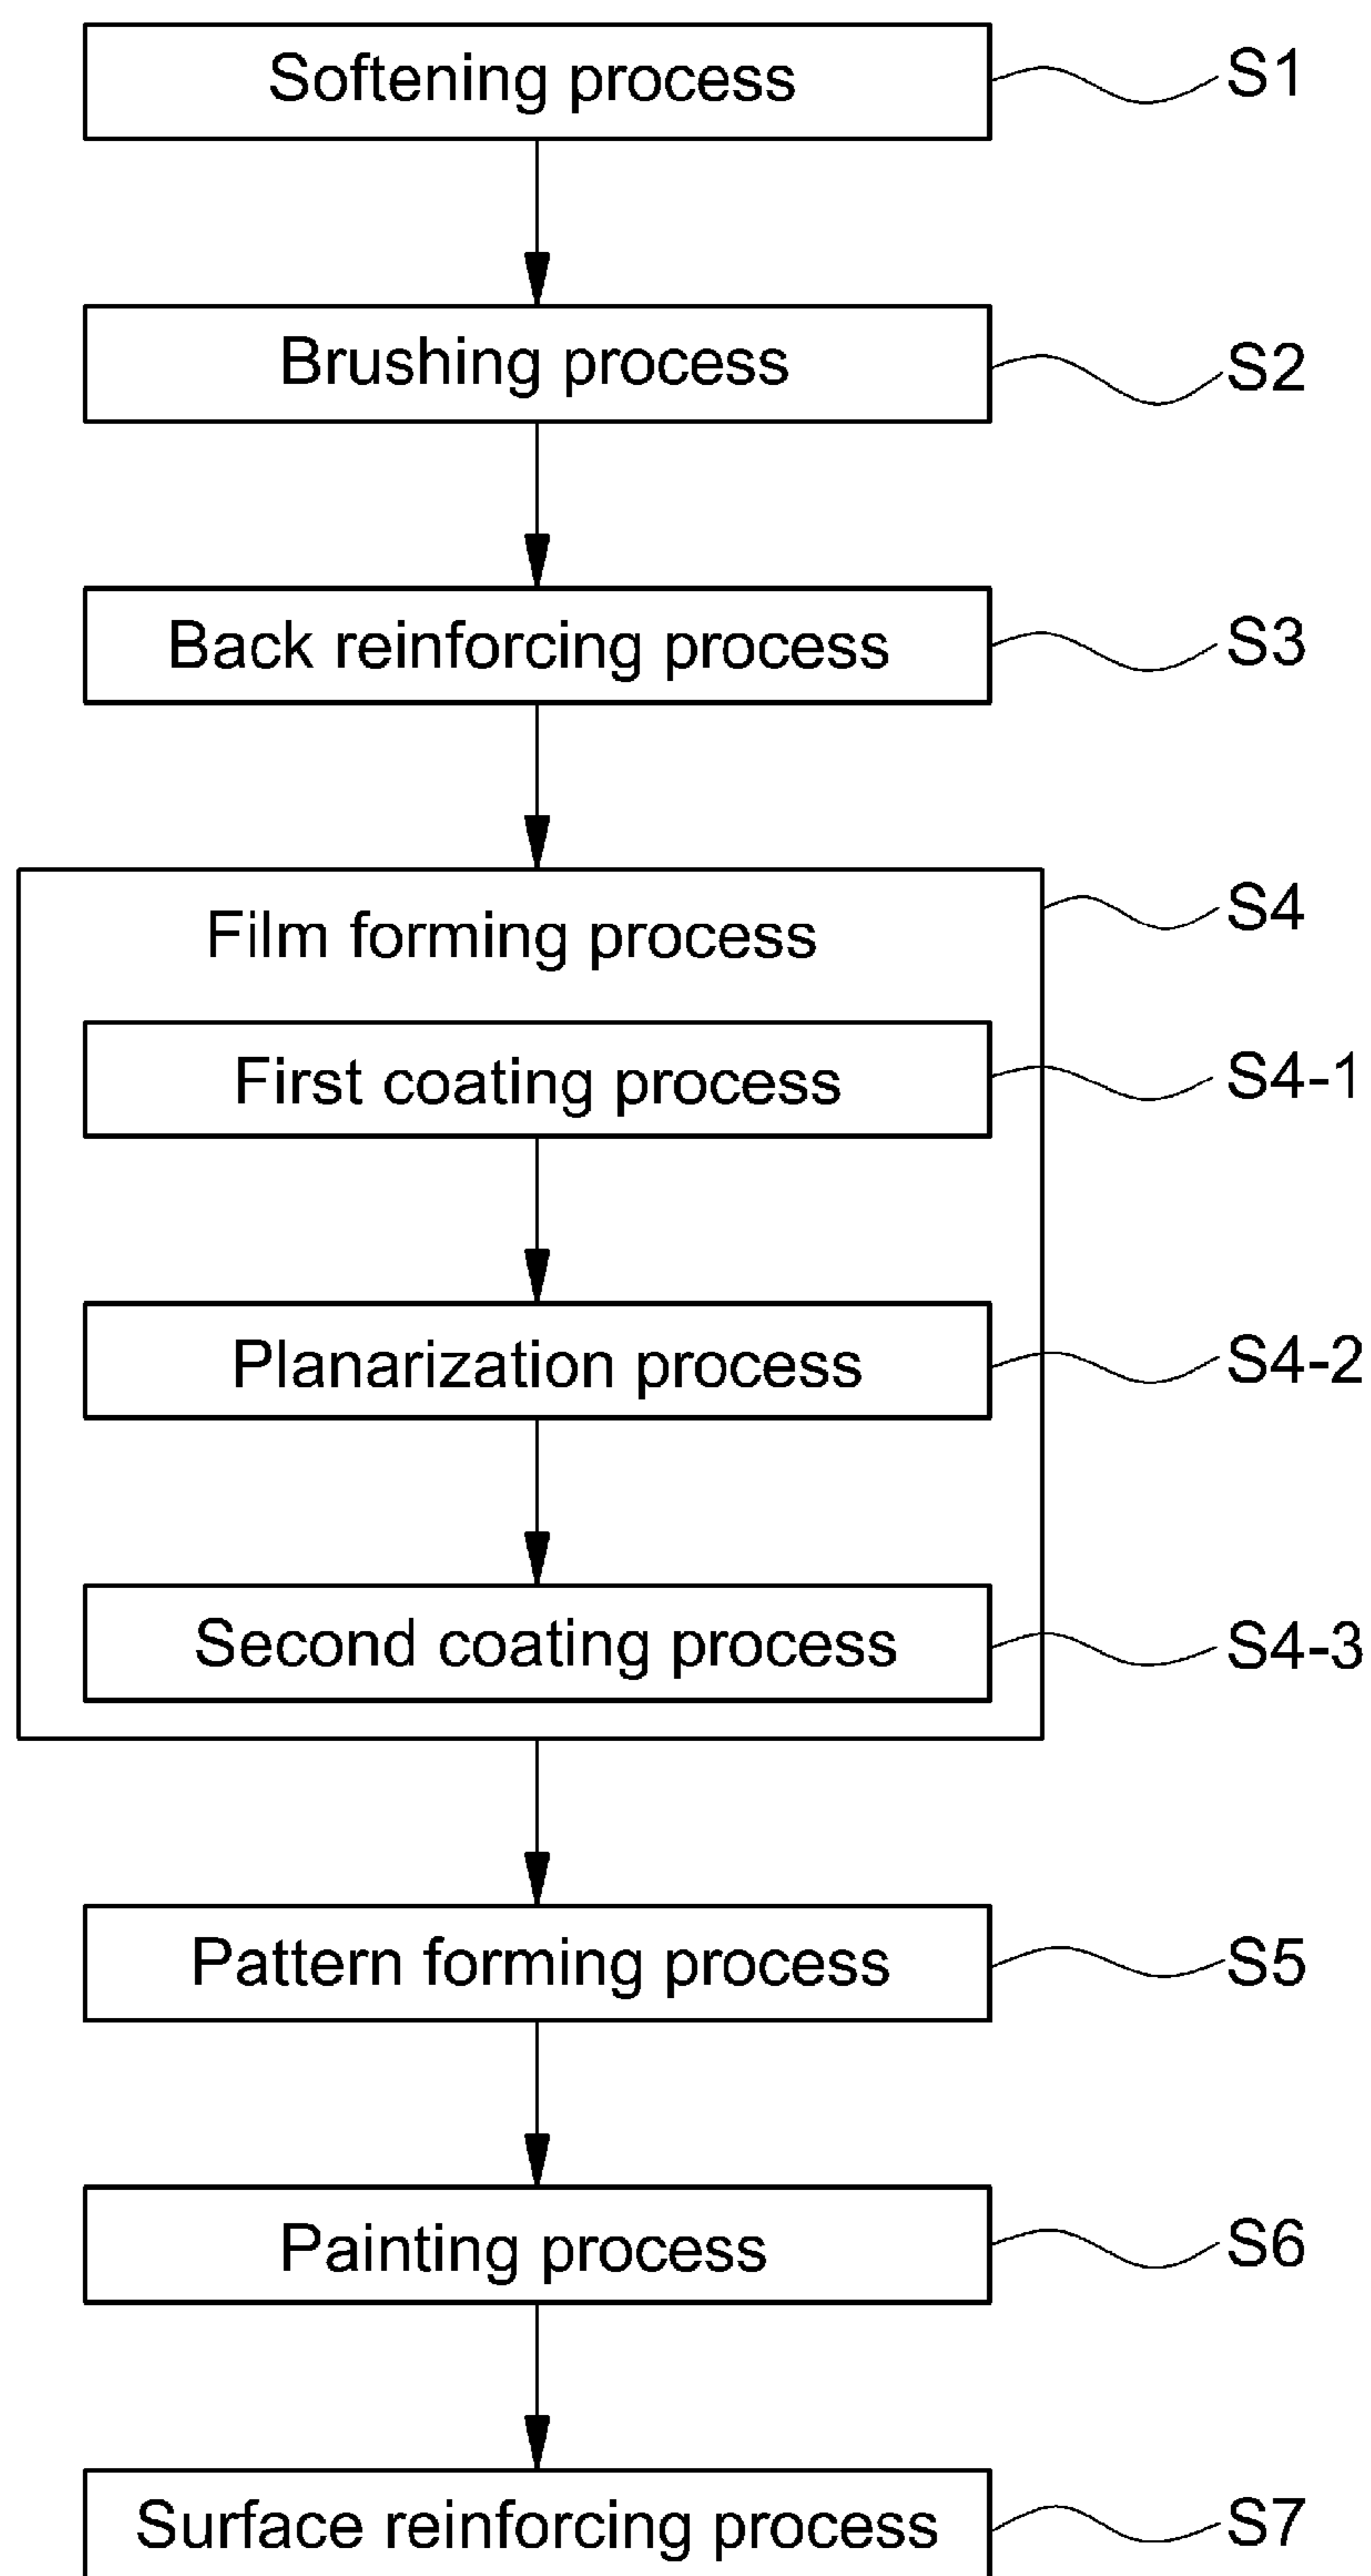 Softening process S1
Brushing process S2
Back reinforcing process S3
Film forming process S4
First coating process S4-1
Planarization process S4-2
Second coating process S4-3
Pattern forming process S5
Painting process S6
Surface reinforcing process S7